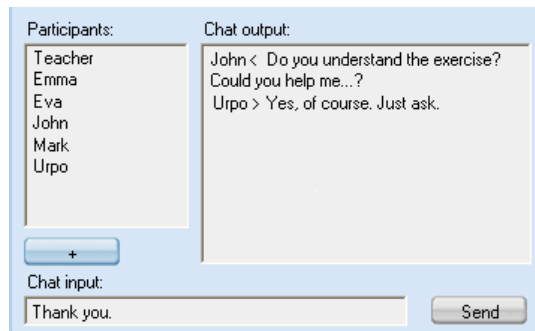 Participants:
Teacher
Emma
Eva
John
Mark
Urpo
+
Chat output:
John < Do you understand the exercise?
Could you help me...?
Urpo > Yes, of course. Just ask.
Chat input:
Thank you.
Send